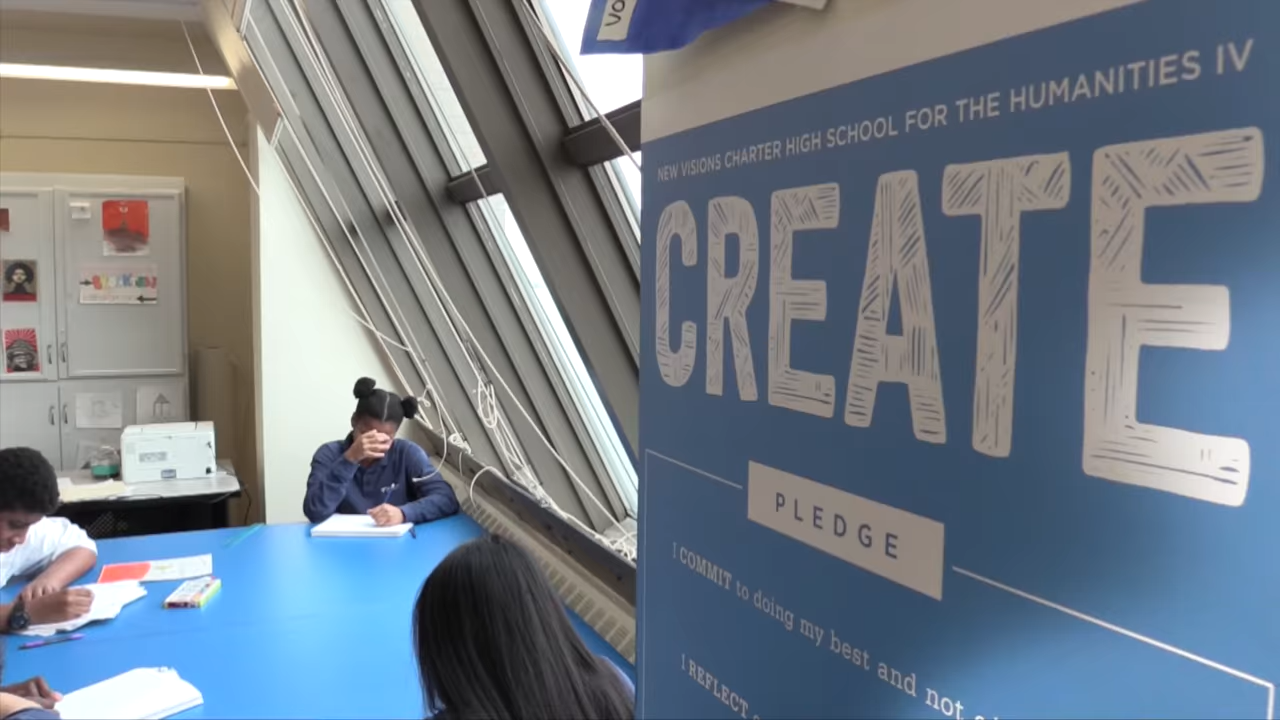 NEW VISIONS CHARTER HIGH SCHOOL FOR THE HUMANITIES IV
CREATE
PLEDGE
I COMMIT to doing my best and not
I REFLECT